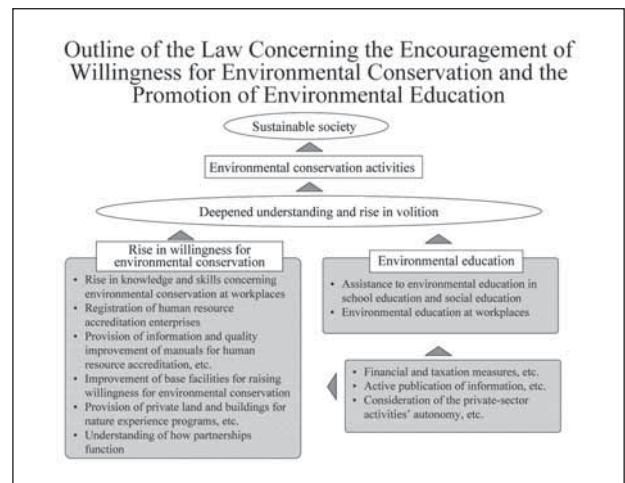 Outline of the Law Concerning the Encouragement of
Willingness for Environmental Conservation and the
Promotion of Environmental Education
Sustainable society
Environmental conservation activities
Deepened understanding and rise in volition
Rise in willingness for
environmental conservation
• Rise in knowledge and skills concerning
environmental conservation at workplaces
• Registration of human resource
accreditation enterprises
• Provision of information and quality
improvement of manuals for human
resource accreditation, etc.
• Improvement of base facilities for raising
willingness for environmental conservation
• Provision of private land and buildings for
nature experience programs, etc.
• Understanding of how partnerships
function
Environmental education
• Assistance to environmental education in
school education and social education
• Environmental education at workplaces
• Financial and taxation measures, etc.
• Active publication of information, etc.
• Consideration of the private-sector
activities' autonomy, etc.